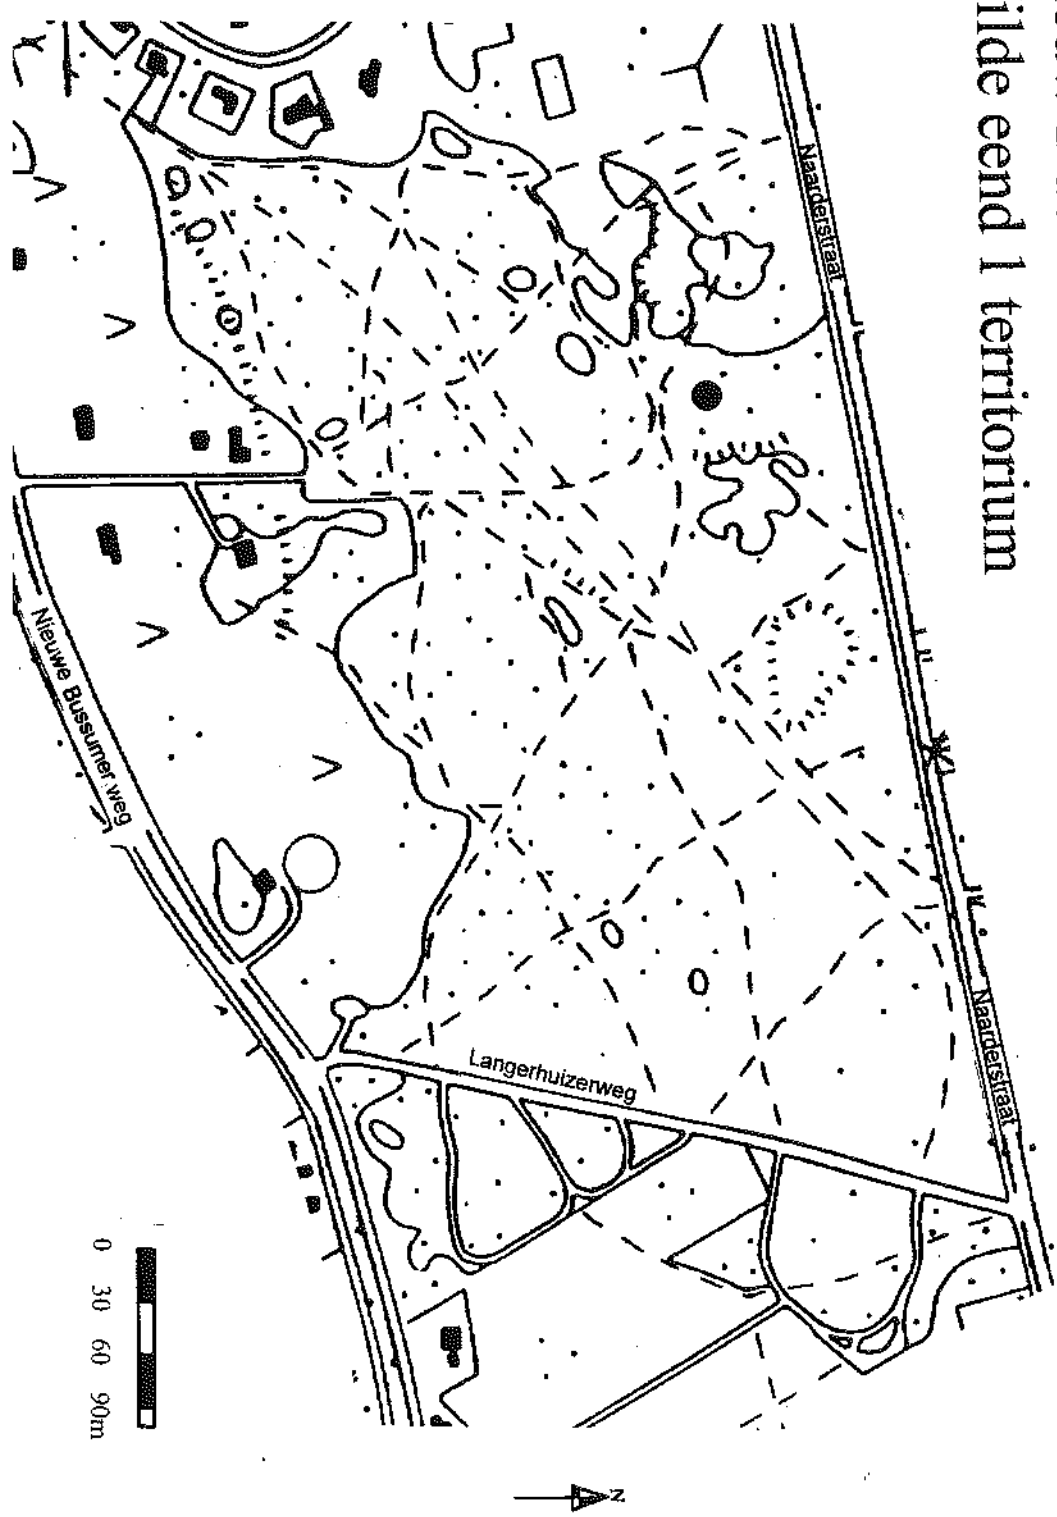 ilde eend 1 territorium
Naarderstraat
Naarderstraat
Langerhuizerweg
Nieuwe Bussumer weg
0 30 60 90m
N